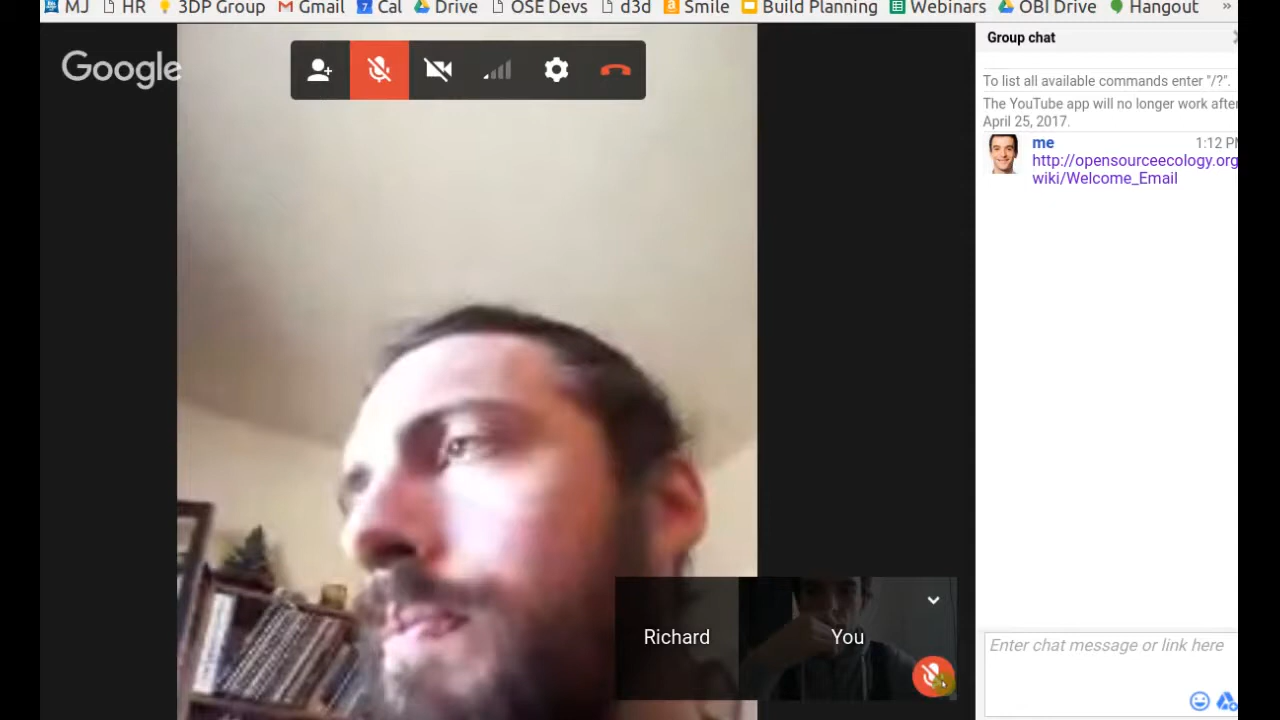 MJ HR 3DP Group Gmail 7 Cal Drive OSE Devs d3d a Smile Build Planning Webinars OBI Drive Hangout »
Google
Group chat
To list all available commands enter "/?".
The YouTube app will no longer work after
April 25, 2017.
me 1:12 PM
http://opensourceecology.org
wiki/Welcome_Email
Richard
You
Enter chat message or link here